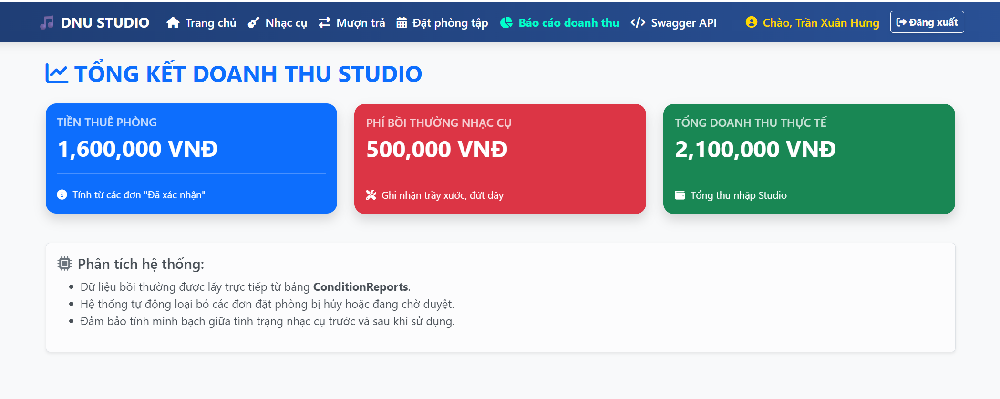 DNU STUDIO Trang chủ Nhạc cụ Mượn trả Đặt phòng tập Báo cáo doanh thu Swagger API Chào, Trần Xuân Hưng Đăng xuất
TỔNG KẾT DOANH THU STUDIO
TIỀN THUÊ PHÒNG
1,600,000 VNĐ
Tính từ các đơn "Đã xác nhận"
PHÍ BỒI THƯỜNG NHẠC CỤ
500,000 VNĐ
Ghi nhận trầy xước, đứt dây
TỔNG DOANH THU THỰC TẾ
2,100,000 VNĐ
Tổng thu nhập Studio
Phân tích hệ thống:
Dữ liệu bồi thường được lấy trực tiếp từ bảng ConditionReports.
Hệ thống tự động loại bỏ các đơn đặt phòng bị hủy hoặc đang chờ duyệt.
Đảm bảo tính minh bạch giữa tình trạng nhạc cụ trước và sau khi sử dụng.